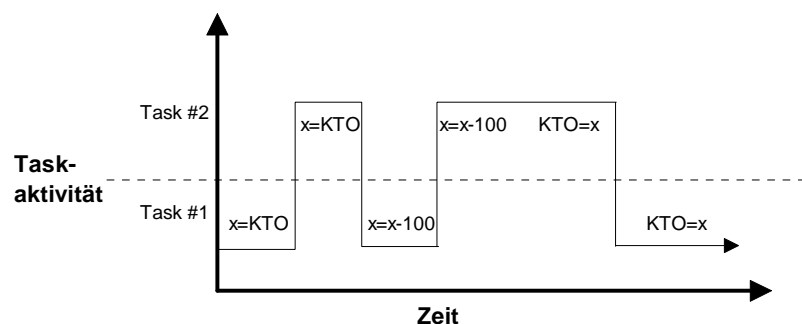 Task #2
x=KTO
x=x-100 KTO=x
Task-
aktivität
Task #1
x=KTO
x=x-100
KTO=x
Zeit